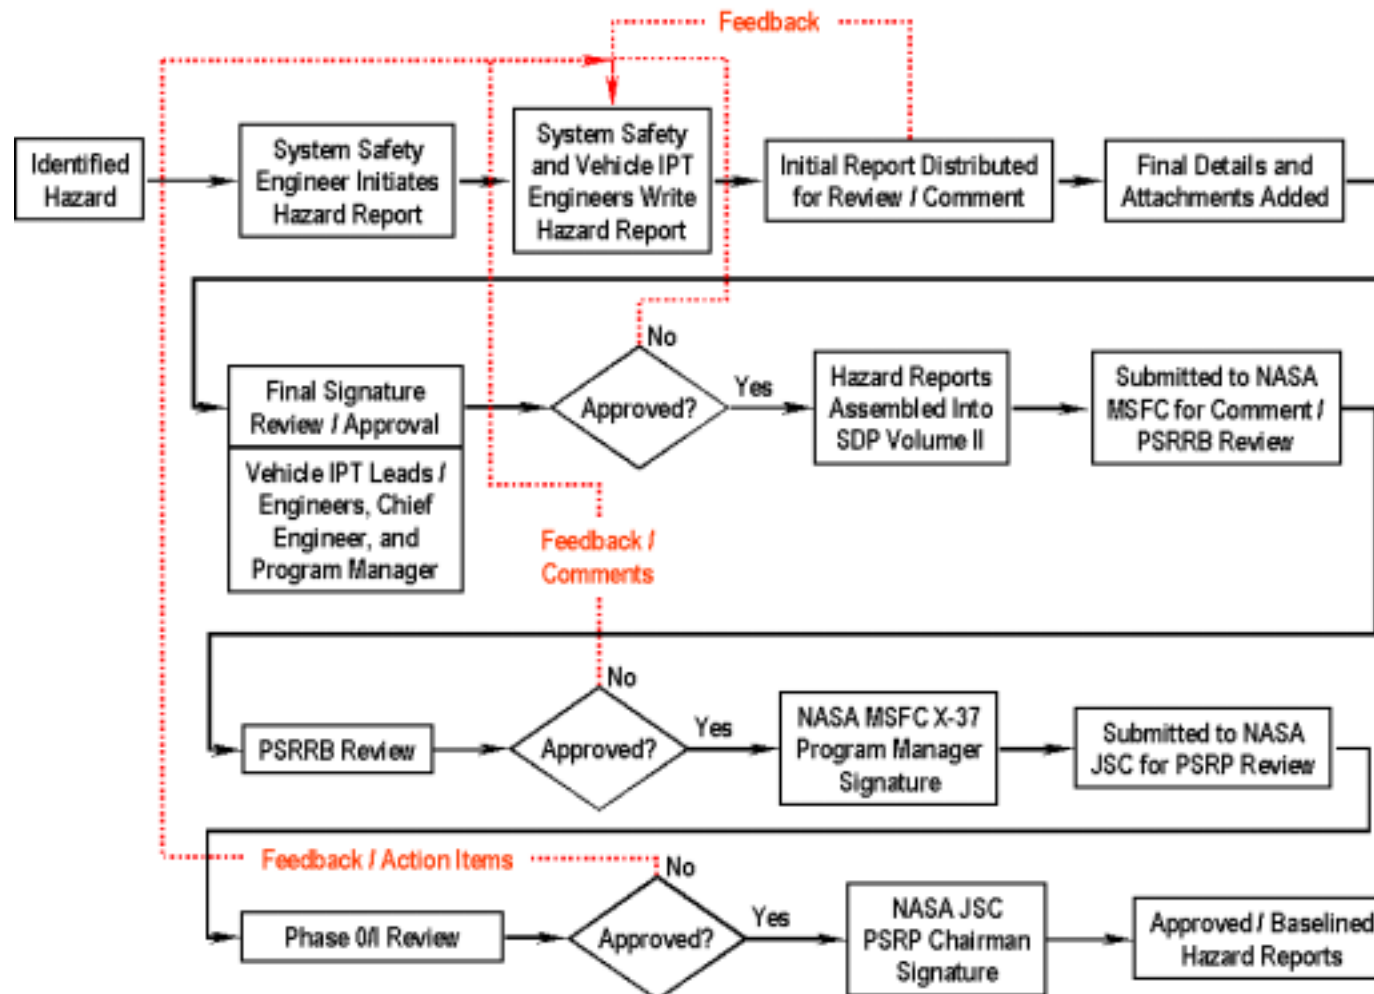 Feedback
Identified
Hazard
System Safety
Engineer Initiates
Hazard Report
System Safety
and Vehicle IPT
Engineers Write
Hazard Report
Initial Report Distributed
for Review / Comment
Final Details and
Attachments Added
Final Signature
Review / Approval
Vehicle IPT Leads /
Engineers, Chief
Engineer, and
Program Manager
No
Approved?
Yes
Hazard Reports
Assembled Into
SDP Volume II
Submitted to NASA
MSFC for Comment /
PSRRB Review
Feedback /
Comments
PSRRB Review
No
Approved?
Yes
NASA MSFC X-37
Program Manager
Signature
Submitted to NASA
JSC for PSRP Review
Feedback / Action Items
Phase 0/I Review
No
Approved?
Yes
NASA JSC
PSRP Chairman
Signature
Approved / Baselined
Hazard Reports